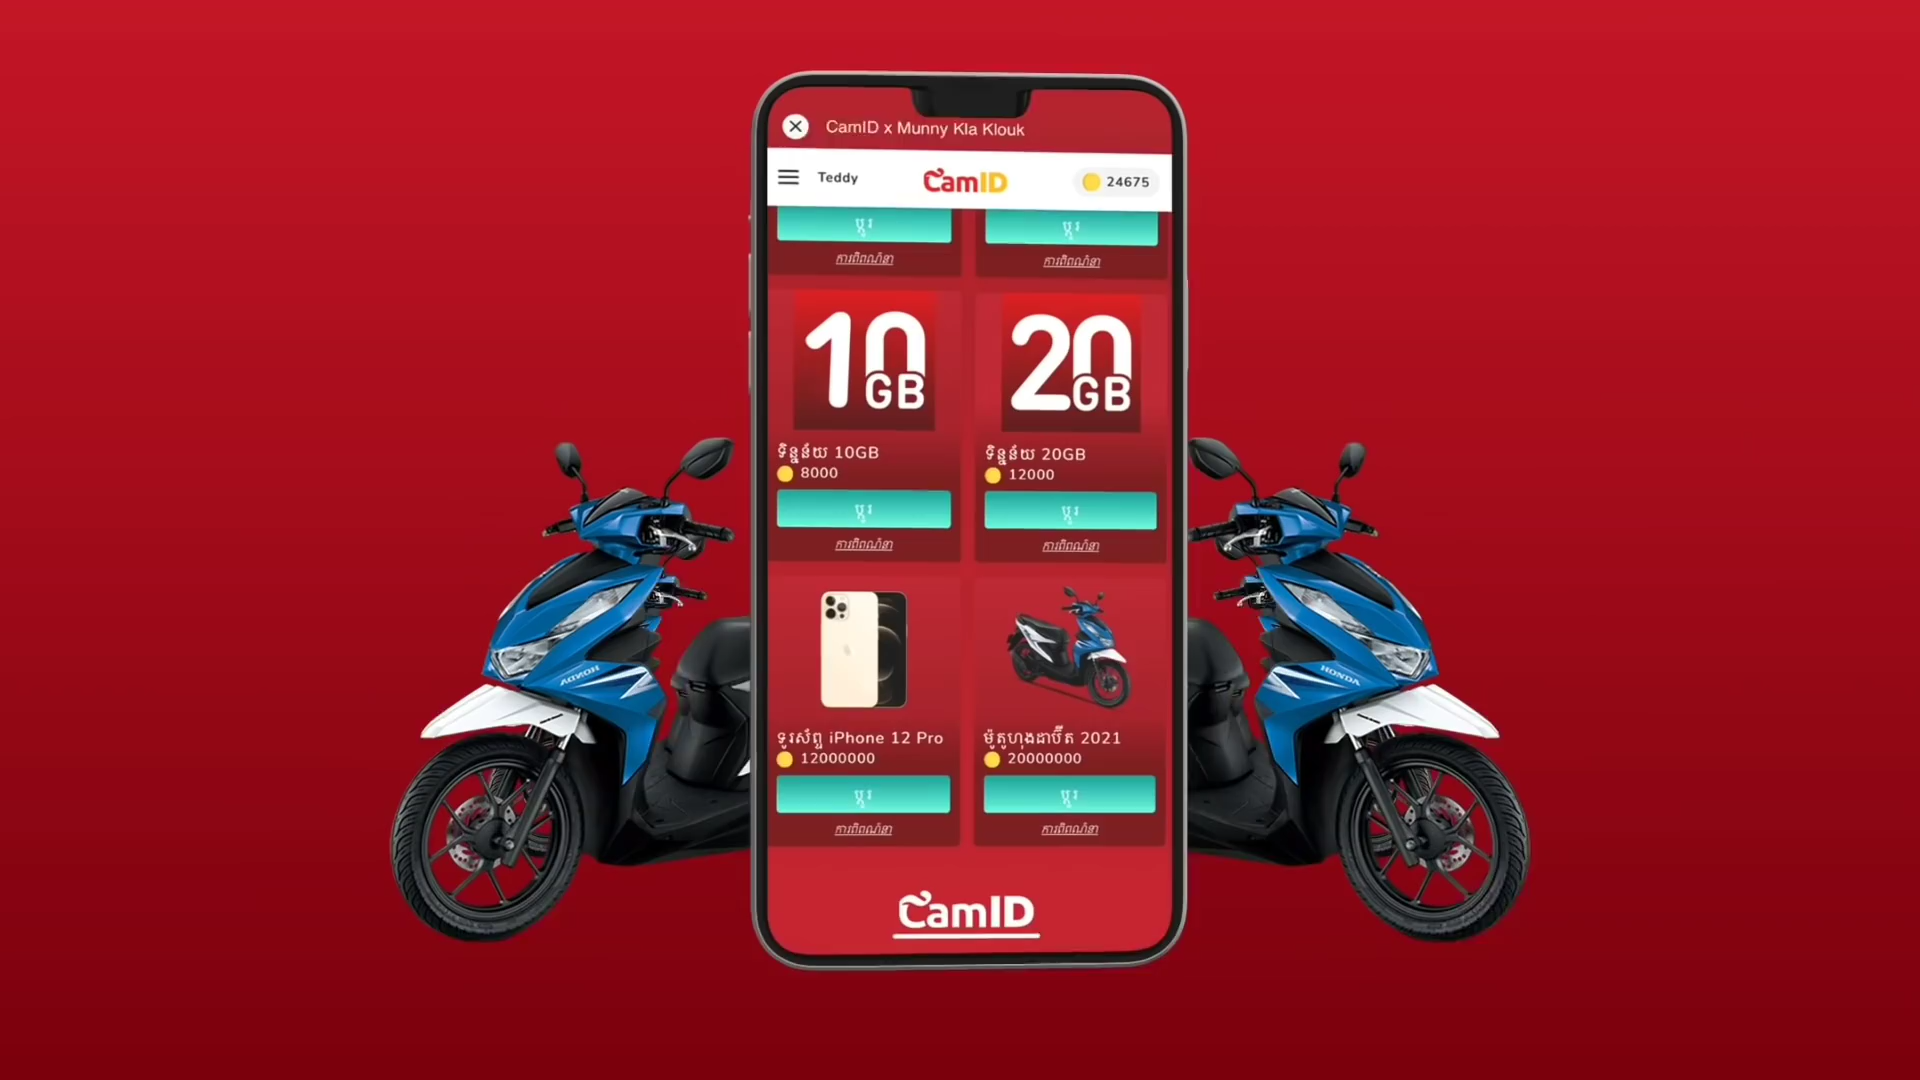 CamID x Munny Kla Klouk
Teddy
CamID
24675
ប្តូរ
ប្តូរ
ការពិពណ៌នា
ការពិពណ៌នា
10GB
20GB
ទិន្នន័យ 10GB
8000
ប្តូរ
ការពិពណ៌នា
ទិន្នន័យ 20GB
12000
ប្តូរ
ការពិពណ៌នា
ទូរស័ព្ទ iPhone 12 Pro
12000000
ប្តូរ
ការពិពណ៌នា
ម៉ូតូហុងដាប៊ីត 2021
20000000
ប្តូរ
ការពិពណ៌នា
HONDA
HONDA
CamID